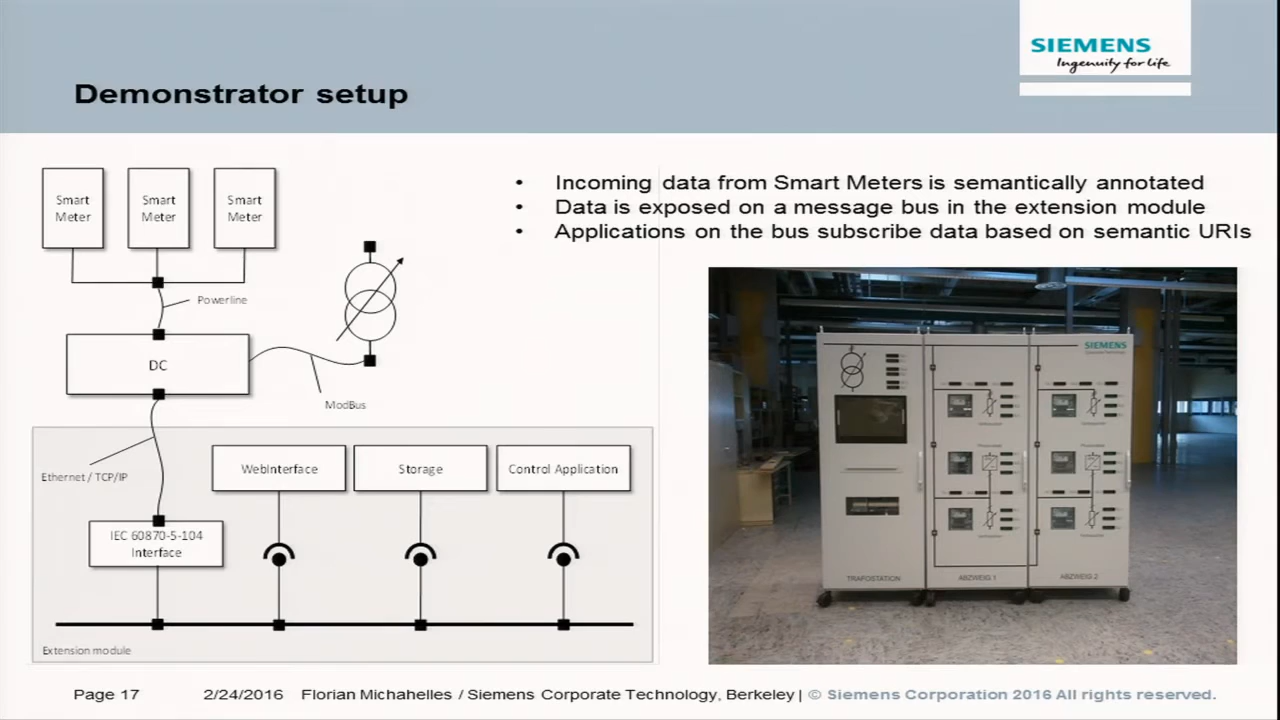 SIEMENS
Ingenuity for life
Demonstrator setup
Smart
Meter
Smart
Meter
Smart
Meter
Powerline
DC
ModBus
Ethernet / TCP/IP
WebInterface
Storage
Control Application
IEC 60870-5-104
Interface
Extension module
• Incoming data from Smart Meters is semantically annotated
• Data is exposed on a message bus in the extension module
• Applications on the bus subscribe data based on semantic URIs
SIEMENS
Corporate Technology
TRAFOSTATION
ABZWEIG 1
ABZWEIG 2
Page 17 2/24/2016 Florian Michahelles / Siemens Corporate Technology, Berkeley | © Siemens Corporation 2016 All rights reserved.